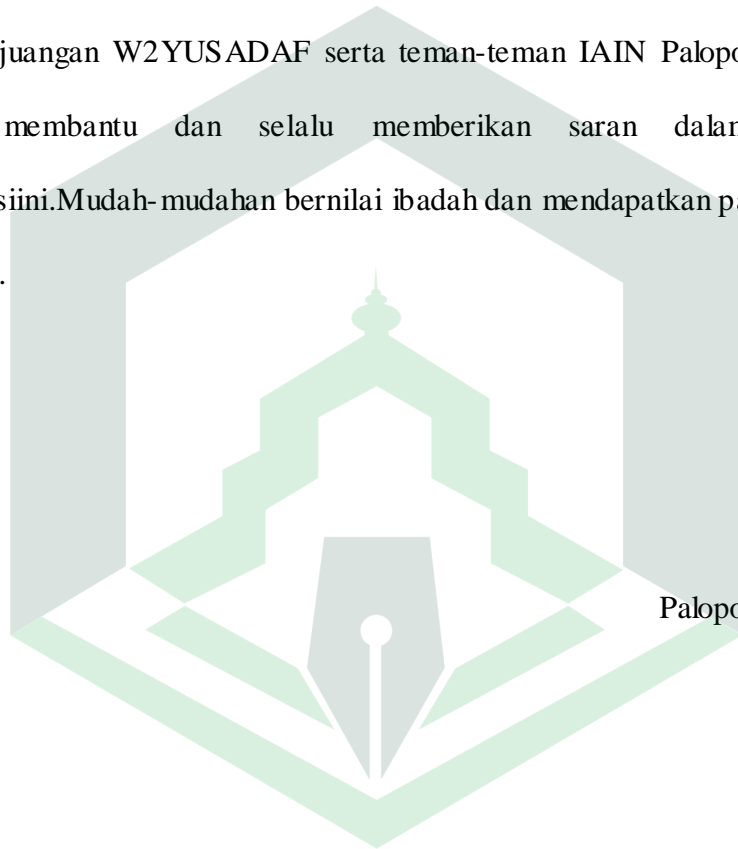 juangan W2YUSADAF serta teman-teman IAIN Palopo
membantu dan selalu memberikan saran dalam
siini.Mudah-mudahan bernilai ibadah dan mendapatkan pa
.
Palopo